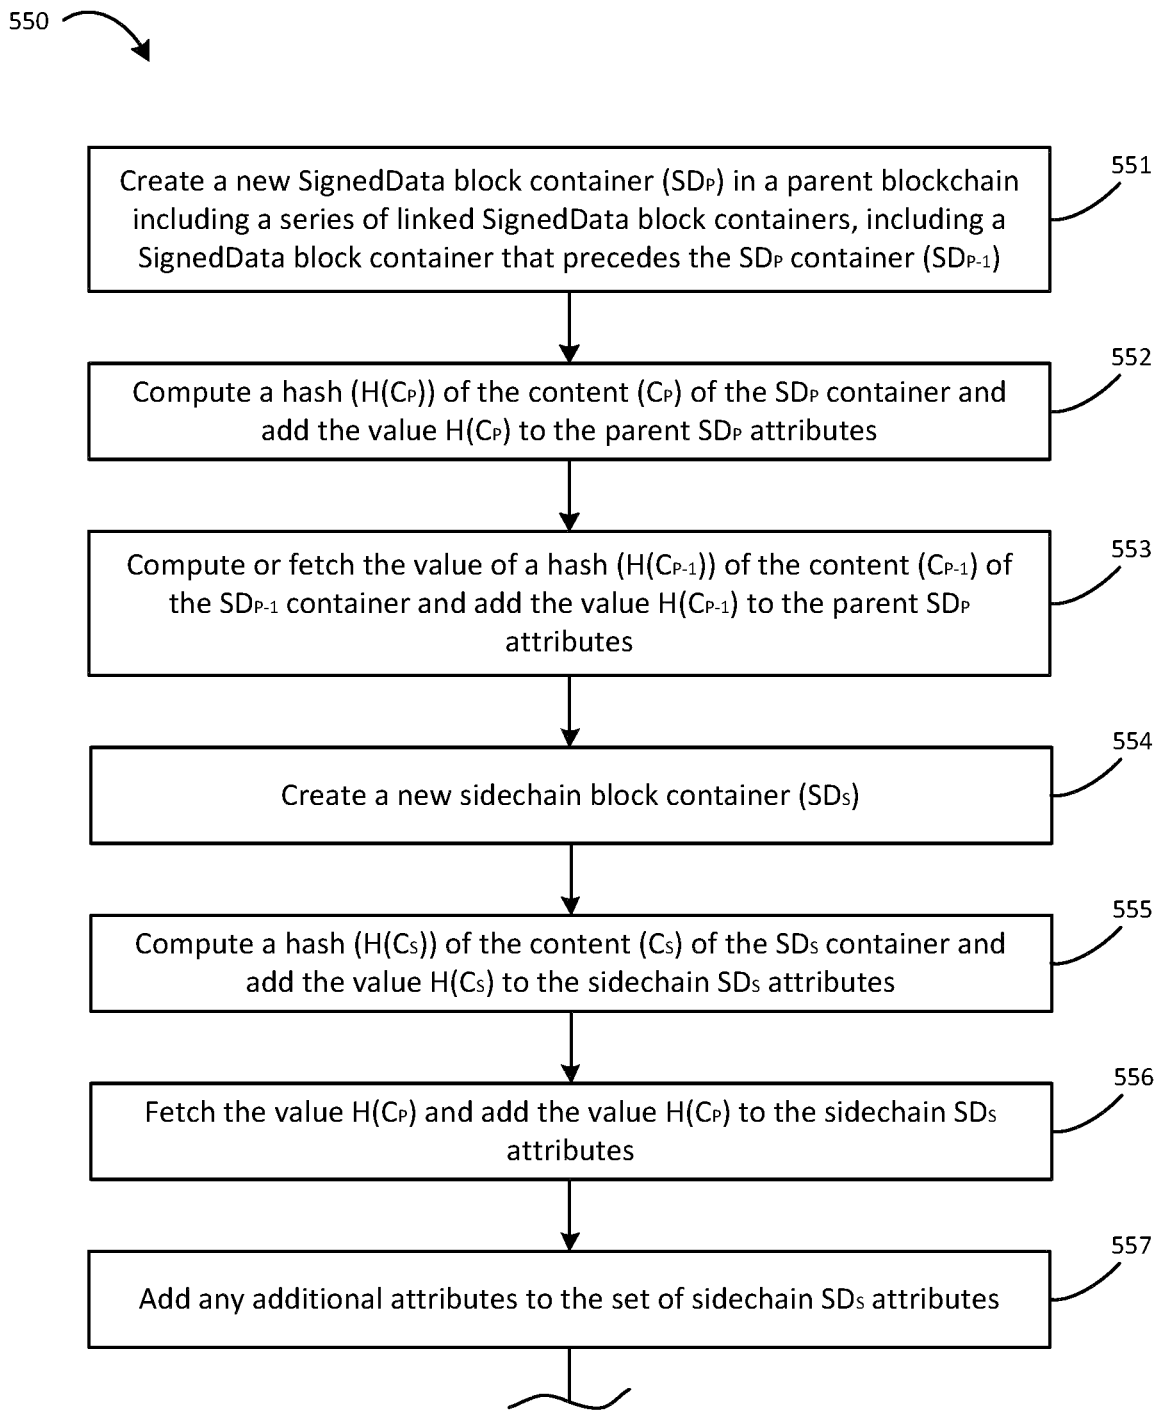 550
551
Create a new SignedData block container (SDP) in a parent blockchain
including a series of linked SignedData block containers, including a
SignedData block container that precedes the SDP container (SDP-1)
552
Compute a hash (H(CP)) of the content (CP) of the SDP container and
add the value H(CP) to the parent SDP attributes
553
Compute or fetch the value of a hash (H(CP-1)) of the content (CP-1) of
the SDP-1 container and add the value H(CP-1) to the parent SDP
attributes
554
Create a new sidechain block container (SDS)
555
Compute a hash (H(CS)) of the content (CS) of the SDS container and
add the value H(CS) to the sidechain SDS attributes
556
Fetch the value H(CP) and add the value H(CP) to the sidechain SDS
attributes
557
Add any additional attributes to the set of sidechain SDS attributes